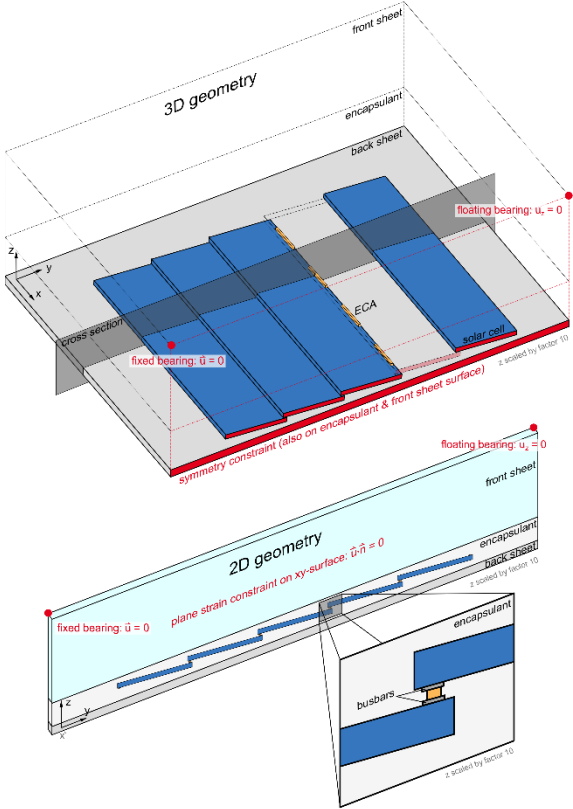 front sheet
3D geometry
encapsulant
back sheet
floating bearing: uz = 0
z
y
x
cross section
ECA
fixed bearing: u⃗ = 0
solar cell
z scaled by factor 10
symmetry constraint (also on encapsulant & front sheet surface)
floating bearing: uz = 0
front sheet
2D geometry
encapsulant
plane strain constraint on xy-surface: u⃗·n⃗ = 0
back sheet
z scaled by factor 10
fixed bearing: u⃗ = 0
encapsulant
z
y
x
busbars
z scaled by factor 10